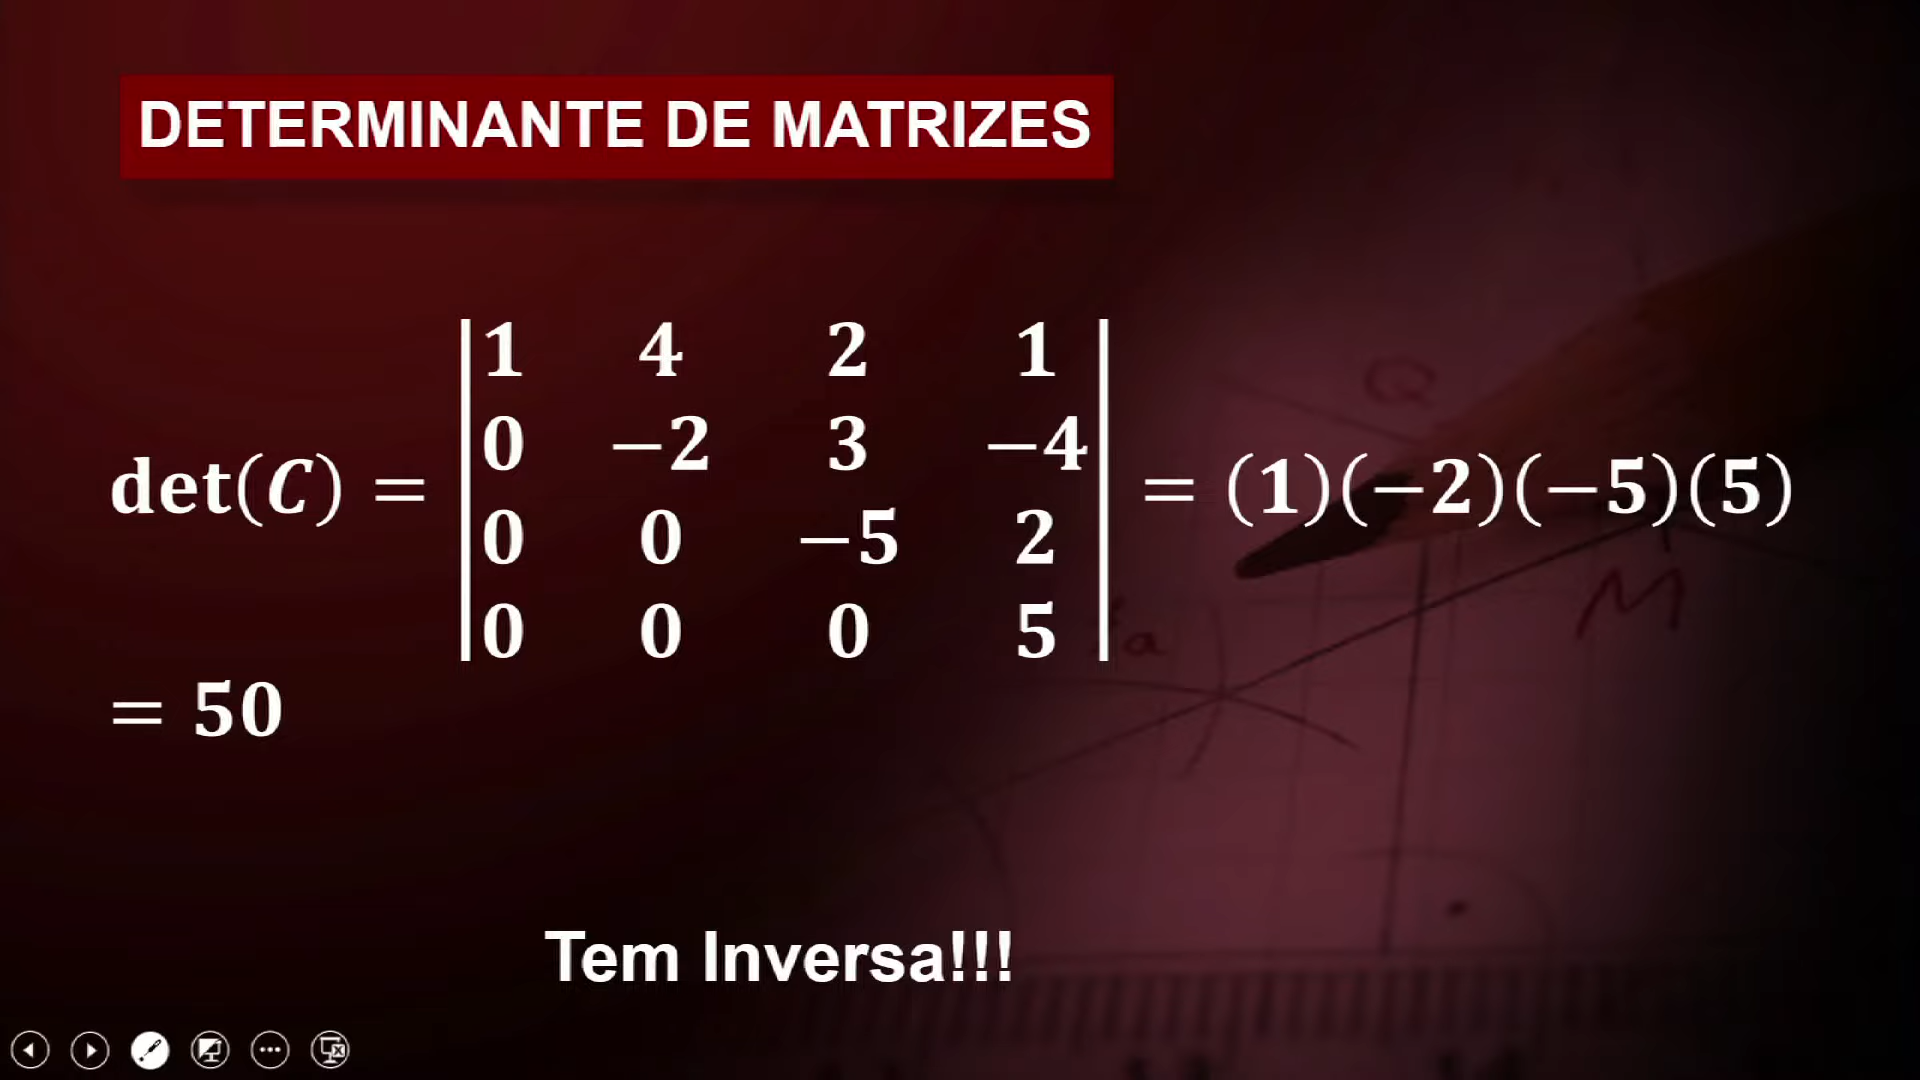 DETERMINANTE DE MATRIZES
1 4 2 1
0 −2 3 −4
det(C) = = (1)(−2)(−5)(5)
0 0 −5 2
0 0 0 5
= 50
Q
M
a
Tem Inversa!!!